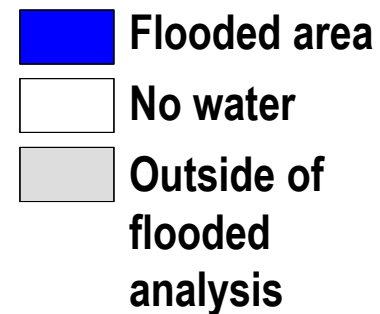 Flooded area
No water
Outside of
flooded
analysis